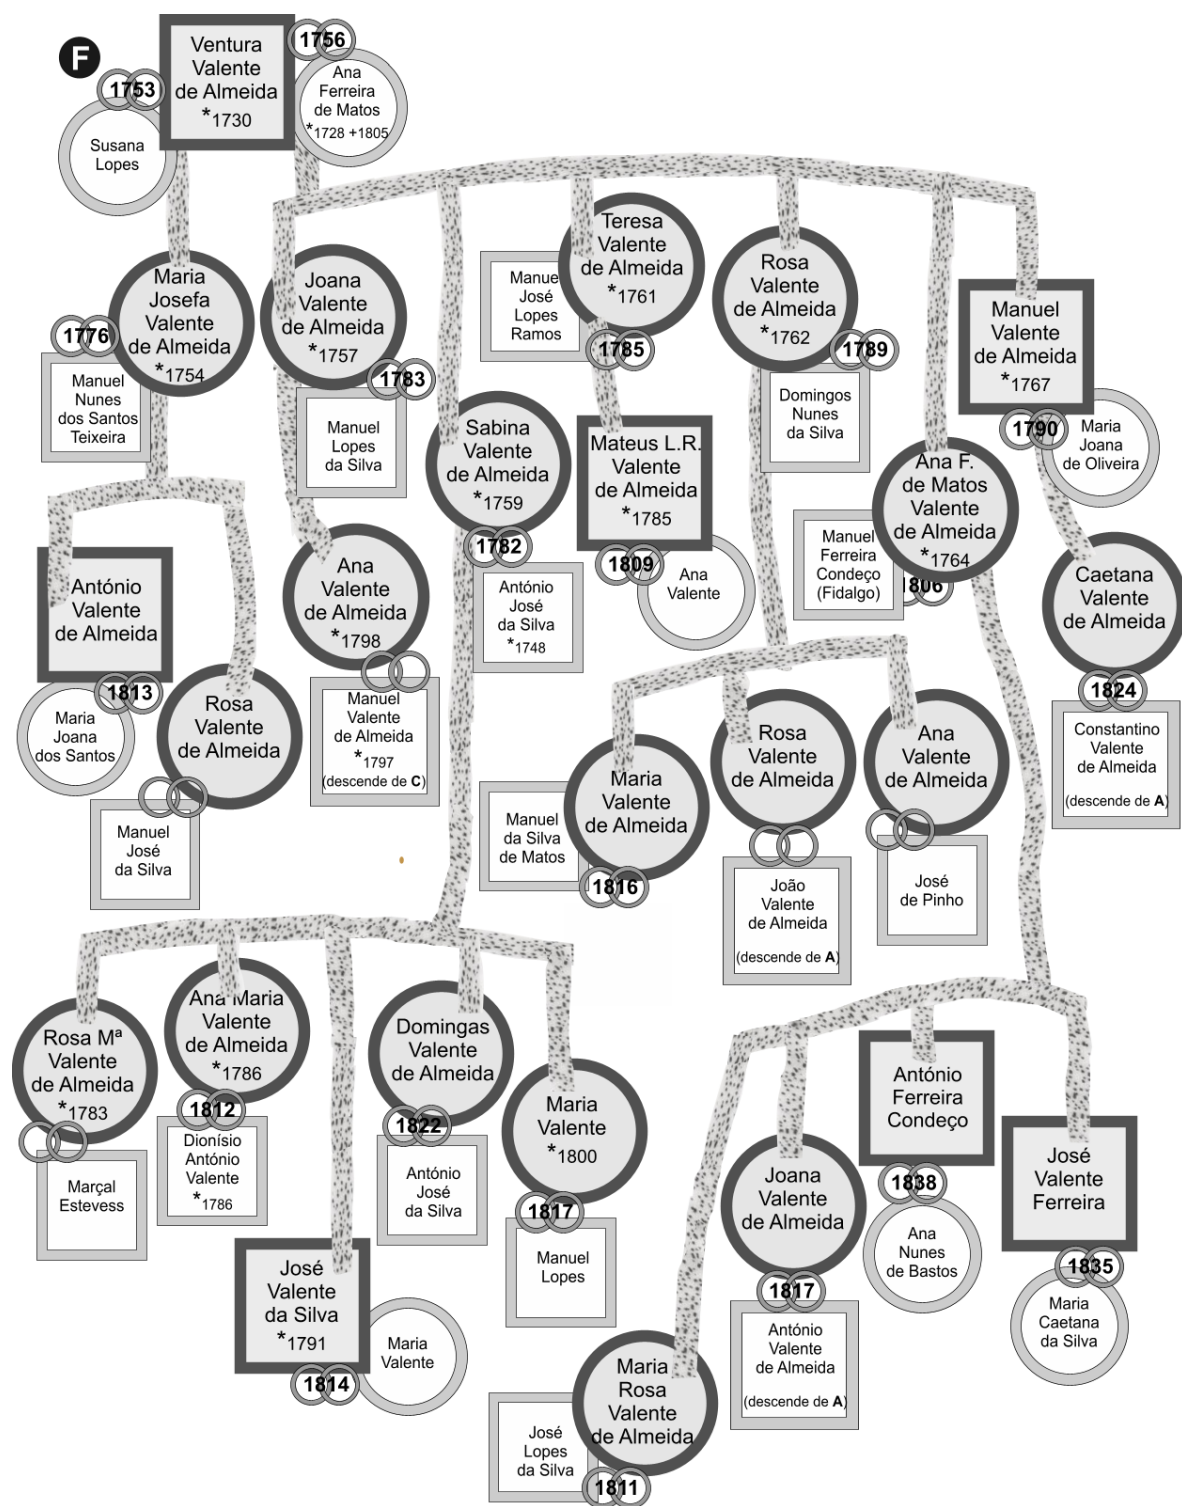 F
Ventura
Valente
de Almeida
*1730
1753
1756
Susana
Lopes
Ana
Ferreira
de Matos
*1728 +1805
Maria
Josefa
Valente
de Almeida
*1754
1776
Manuel
Nunes
dos Santos
Teixeira
Joana
Valente
de Almeida
*1757
1783
Manuel
Lopes
da Silva
Sabina
Valente
de Almeida
*1759
1782
António
José
da Silva
*1748
Teresa
Valente
de Almeida
*1761
1785
Manuel
José
Lopes
Ramos
Rosa
Valente
de Almeida
*1762
1789
Domingos
Nunes
da Silva
Ana F.
de Matos
Valente
de Almeida
*1764
1806
Manuel
Ferreira
Condeço
(Fidalgo)
Manuel
Valente
de Almeida
*1767
1790
Maria
Joana
de Oliveira
António
Valente
de Almeida
1813
Maria
Joana
dos Santos
Rosa
Valente
de Almeida
Manuel
José
da Silva
Ana
Valente
de Almeida
*1798
Manuel
Valente
de Almeida
*1797
(descende de C)
Mateus L.R.
Valente
de Almeida
*1785
1809
Ana
Valente
Maria
Valente
de Almeida
1816
Manuel
da Silva
de Matos
Rosa
Valente
de Almeida
João
Valente
de Almeida
(descende de A)
Ana
Valente
de Almeida
José
de Pinho
Caetana
Valente
de Almeida
1824
Constantino
Valente
de Almeida
(descende de A)
Rosa Mª
Valente
de Almeida
*1783
Marçal
Estevess
Ana Maria
Valente
de Almeida
*1786
1812
Dionísio
António
Valente
*1786
José
Valente
da Silva
*1791
1814
Maria
Valente
Domingas
Valente
de Almeida
1822
António
José
da Silva
Maria
Valente
*1800
1817
Manuel
Lopes
Maria
Rosa
Valente
de Almeida
1811
José
Lopes
da Silva
Joana
Valente
de Almeida
1817
António
Valente
de Almeida
(descende de A)
António
Ferreira
Condeço
1838
Ana
Nunes
de Bastos
José
Valente
Ferreira
1835
Maria
Caetana
da Silva